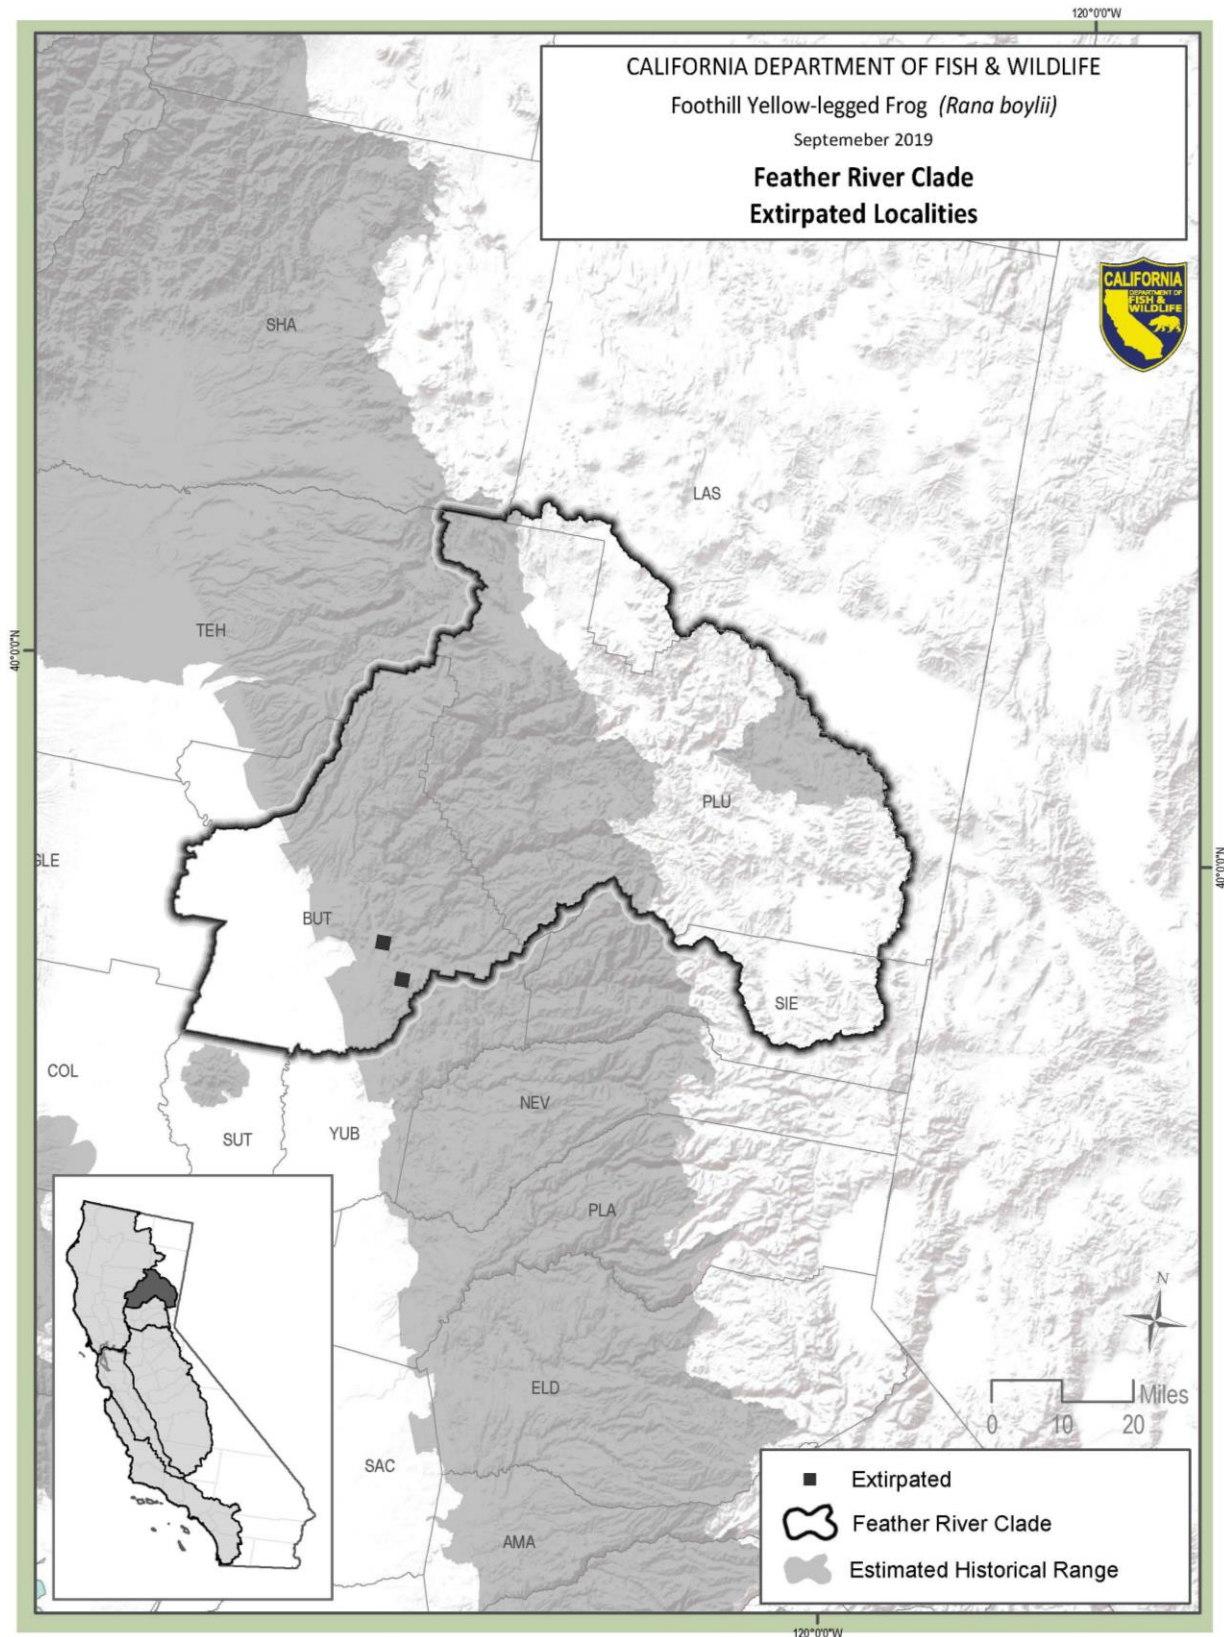 120°0'0"W
CALIFORNIA DEPARTMENT OF FISH & WILDLIFE
Foothill Yellow-legged Frog (Rana boylii)
Septemeber 2019
Feather River Clade
Extirpated Localities
CALIFORNIA
DEPARTMENT OF
FISH &
WILDLIFE
SHA
LAS
TEH
40°0'0"N
PLU
GLE
40°0'0"N
BUT
SIE
COL
NEV
SUT
YUB
PLA
N
ELD
Miles
0 10 20
SAC
Extirpated
Feather River Clade
AMA
Estimated Historical Range
120°0'0"W